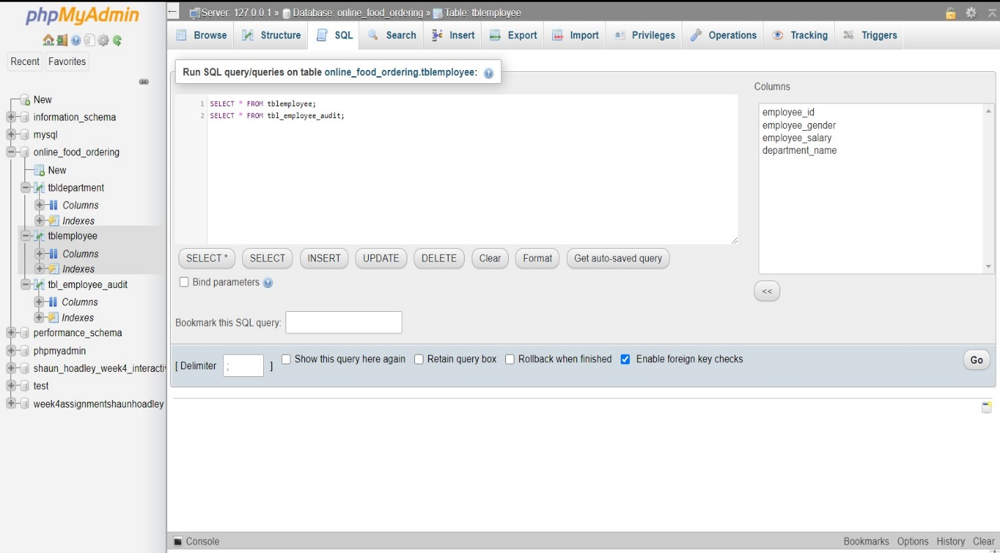 phpMyAdmin
Recent Favorites
New
information_schema
mysql
online_food_ordering
New
tbldepartment
Columns
Indexes
tblemployee
Columns
Indexes
tbl_employee_audit
Columns
Indexes
performance_schema
phpmyadmin
shaun_hoadley_week4_interacti
test
week4assignmentshaunhoadley
Server: 127.0.0.1 » Database: online_food_ordering » Table: tblemployee
Browse Structure SQL Search Insert Export Import Privileges Operations Tracking Triggers
Run SQL query/queries on table online_food_ordering.tblemployee:
1 SELECT * FROM tblemployee;
2 SELECT * FROM tbl_employee_audit;
Columns
employee_id
employee_gender
employee_salary
department_name
SELECT * SELECT INSERT UPDATE DELETE Clear Format Get auto-saved query
<<
Bind parameters
Bookmark this SQL query:
[ Delimiter ; ] Show this query here again Retain query box Rollback when finished Enable foreign key checks Go
Console Bookmarks Options History Clear